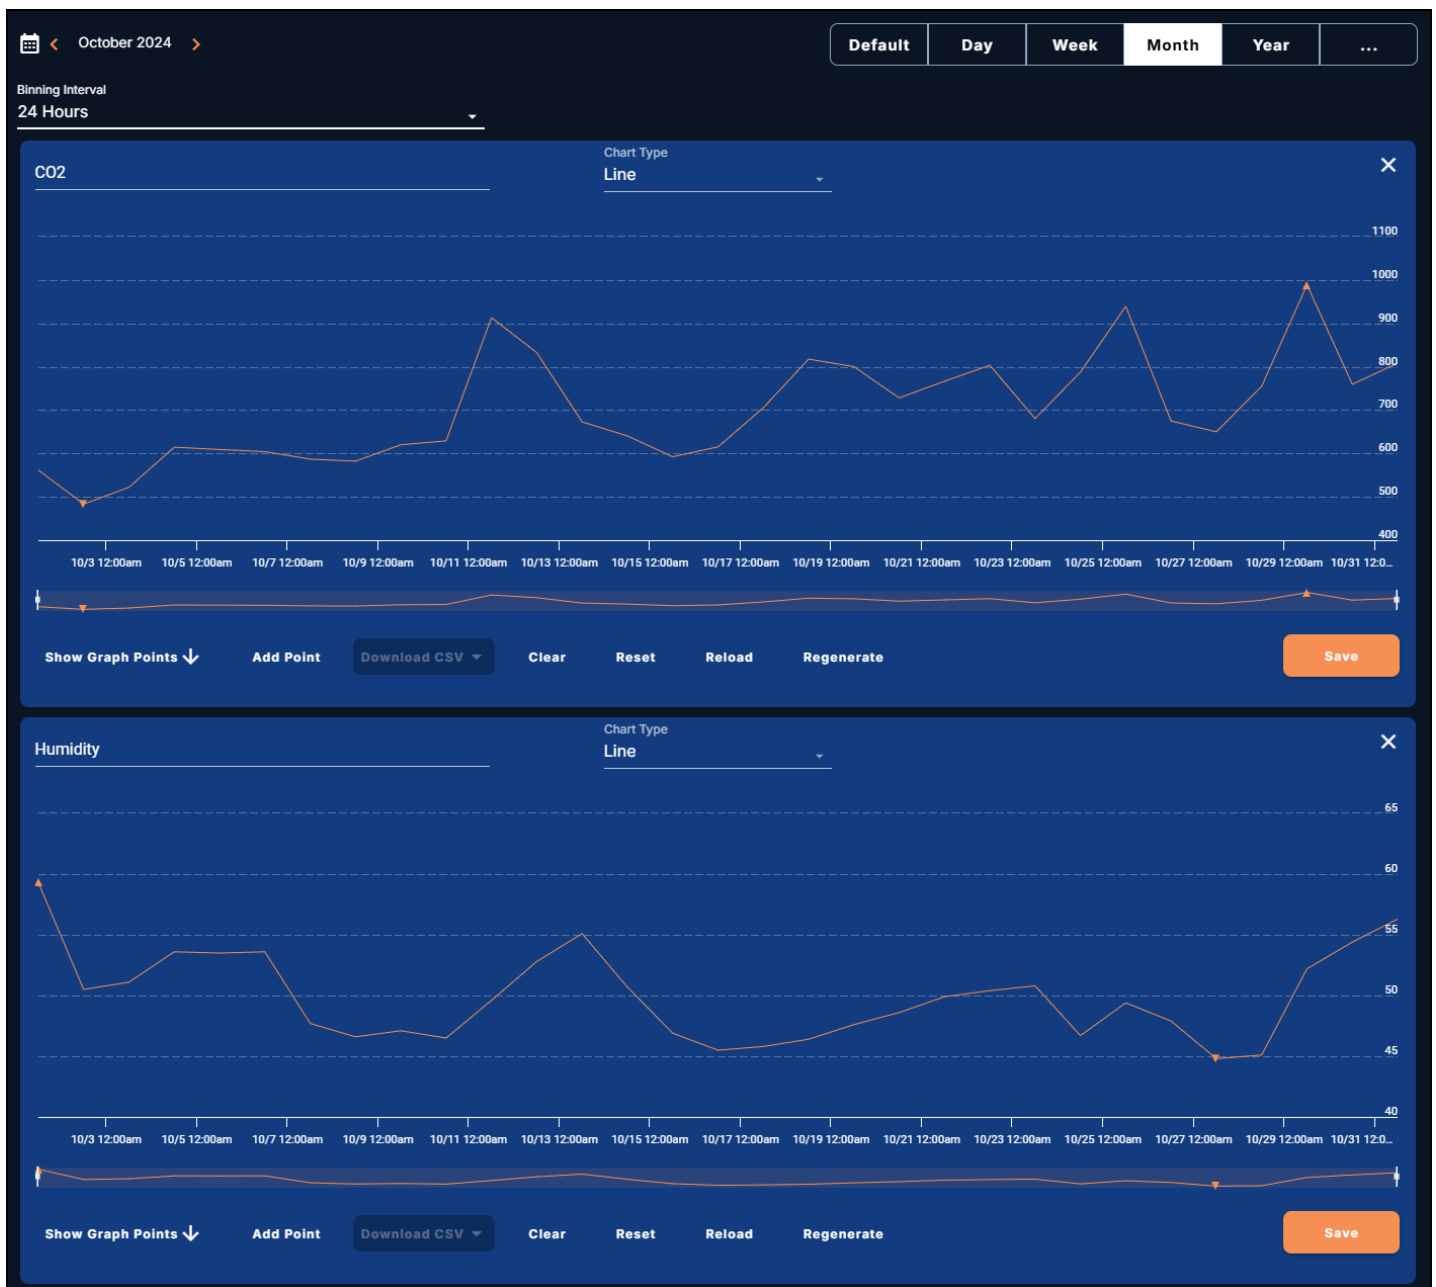 October 2024
Default Day Week Month Year ...
Binning Interval
24 Hours
CO2
Chart Type
Line
1100
1000
900
800
700
600
500
400
10/3 12:00am 10/5 12:00am 10/7 12:00am 10/9 12:00am 10/11 12:00am 10/13 12:00am 10/15 12:00am 10/17 12:00am 10/19 12:00am 10/21 12:00am 10/23 12:00am 10/25 12:00am 10/27 12:00am 10/29 12:00am 10/31 12:0...
Show Graph Points Add Point Download CSV Clear Reset Reload Regenerate Save
Humidity
Chart Type
Line
65
60
55
50
45
40
10/3 12:00am 10/5 12:00am 10/7 12:00am 10/9 12:00am 10/11 12:00am 10/13 12:00am 10/15 12:00am 10/17 12:00am 10/19 12:00am 10/21 12:00am 10/23 12:00am 10/25 12:00am 10/27 12:00am 10/29 12:00am 10/31 12:0...
Show Graph Points Add Point Download CSV Clear Reset Reload Regenerate Save